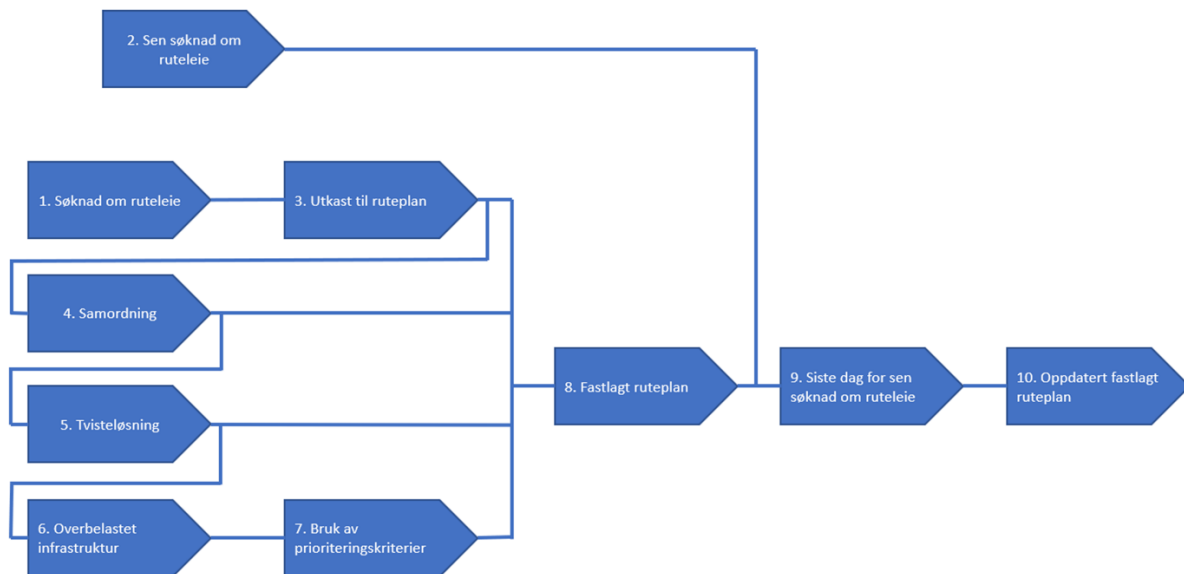 2. Sen søknad om
ruteleie
1. Søknad om ruteleie
3. Utkast til ruteplan
4. Samordning
5. Tvisteløsning
6. Overbelastet
infrastruktur
7. Bruk av
prioriteringskriterier
8. Fastlagt ruteplan
9. Siste dag for sen
søknad om ruteleie
10. Oppdatert fastlagt
ruteplan